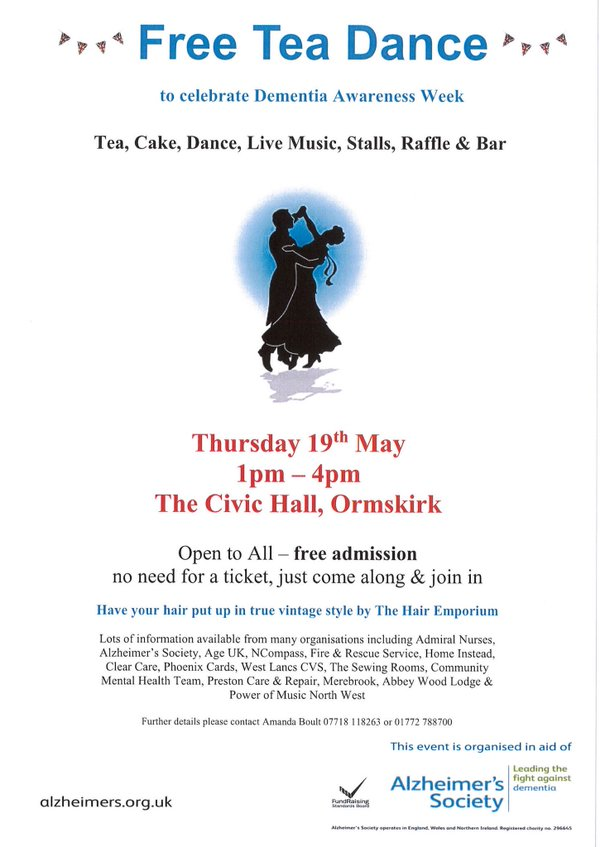 Free Tea Dance
to celebrate Dementia Awareness Week
Tea, Cake, Dance, Live Music, Stalls, Raffle & Bar
Thursday 19th May
1pm – 4pm
The Civic Hall, Ormskirk
Open to All – free admission
no need for a ticket, just come along & join in
Have your hair put up in true vintage style by The Hair Emporium
Lots of information available from many organisations including Admiral Nurses,
Alzheimer's Society, Age UK, NCompass, Fire & Rescue Service, Home Instead,
Clear Care, Phoenix Cards, West Lancs CVS, The Sewing Rooms, Community
Mental Health Team, Preston Care & Repair, Merebrook, Abbey Wood Lodge &
Power of Music North West
Further details please contact Amanda Boult 07718 118263 or 01772 788700
This event is organised in aid of
alzheimers.org.uk
FundRaising
Standards Board
Alzheimer's
Society
Leading the
fight against
dementia
Alzheimer's Society operates in England, Wales and Northern Ireland. Registered charity no. 296645